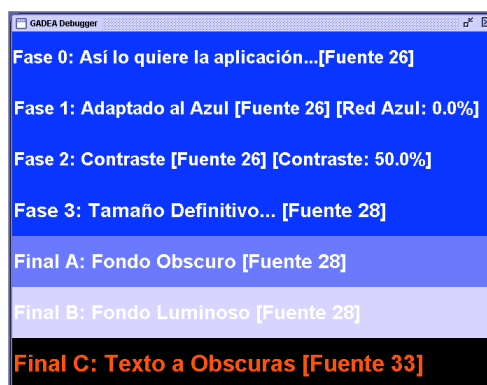 GADEA Debugger
Fase 0: Así lo quiere la aplicación...[Fuente 26]
Fase 1: Adaptado al Azul [Fuente 26] [Red Azul: 0.0%]
Fase 2: Contraste [Fuente 26] [Contraste: 50.0%]
Fase 3: Tamaño Definitivo... [Fuente 28]
Final A: Fondo Obscuro [Fuente 28]
Final B: Fondo Luminoso [Fuente 28]
Final C: Texto a Obscuras [Fuente 33]